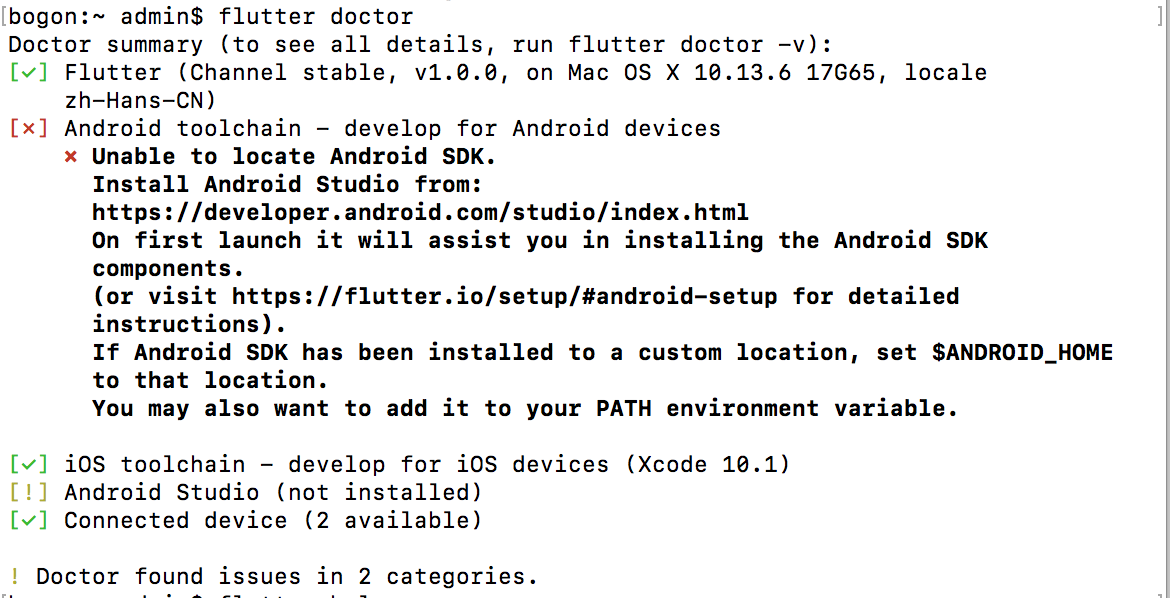 [bogon:~ admin$ flutter doctor ]
Doctor summary (to see all details, run flutter doctor -v):
[✓] Flutter (Channel stable, v1.0.0, on Mac OS X 10.13.6 17G65, locale
zh-Hans-CN)
[✗] Android toolchain - develop for Android devices
✗ Unable to locate Android SDK.
Install Android Studio from:
https://developer.android.com/studio/index.html
On first launch it will assist you in installing the Android SDK
components.
(or visit https://flutter.io/setup/#android-setup for detailed
instructions).
If Android SDK has been installed to a custom location, set $ANDROID_HOME
to that location.
You may also want to add it to your PATH environment variable.
[✓] iOS toolchain - develop for iOS devices (Xcode 10.1)
[!] Android Studio (not installed)
[✓] Connected device (2 available)
! Doctor found issues in 2 categories.